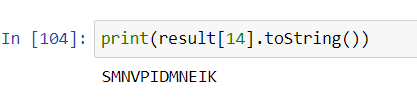 In [104]: print(result[14].toString())
SMNVPIDMNEIK